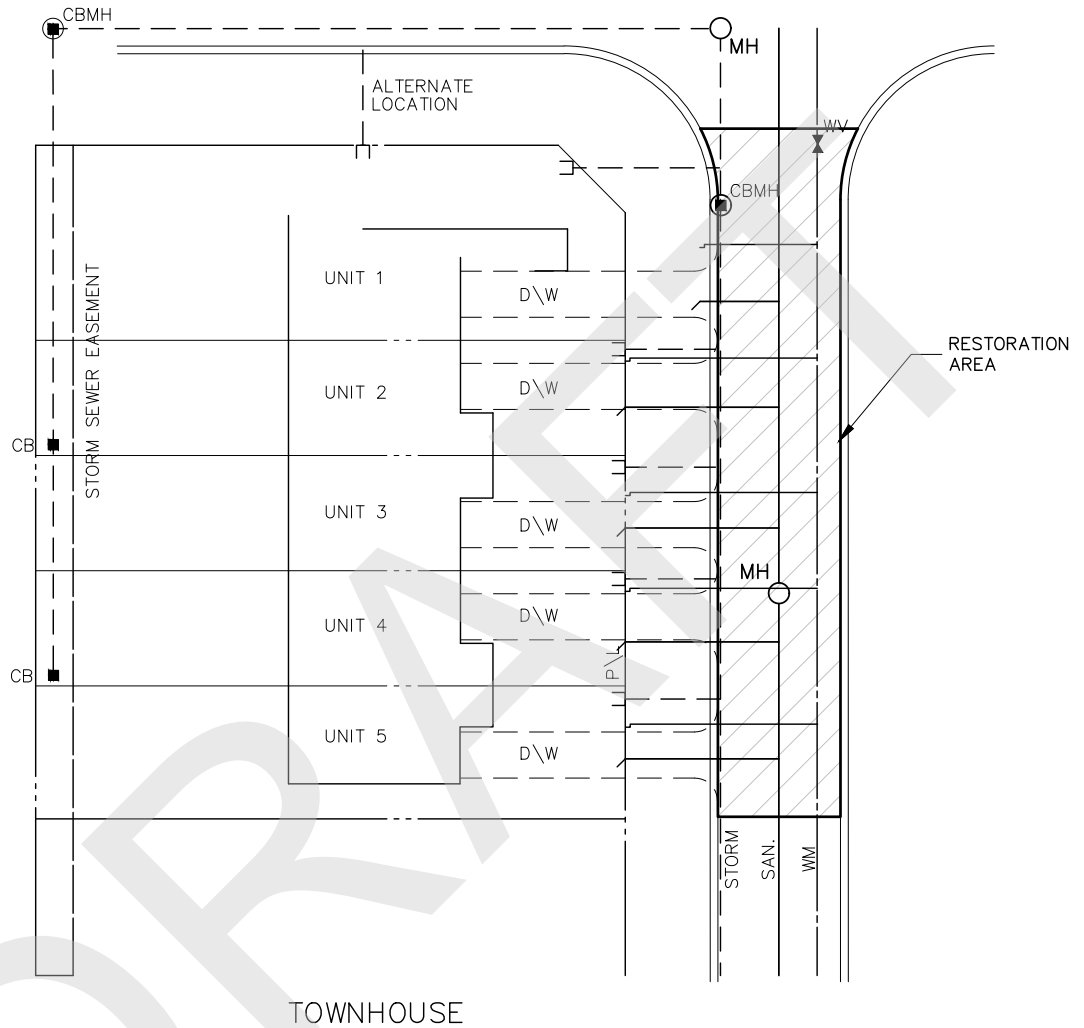 CBMH
MH
ALTERNATE
LOCATION
WV
CBMH
STORM SEWER EASEMENT
UNIT 1
D\W
RESTORATION
AREA
UNIT 2
D\W
CB
UNIT 3
D\W
MH
UNIT 4
D\W
P\L
CB
UNIT 5
D\W
STORM
SAN.
WM
TOWNHOUSE
DRAFT